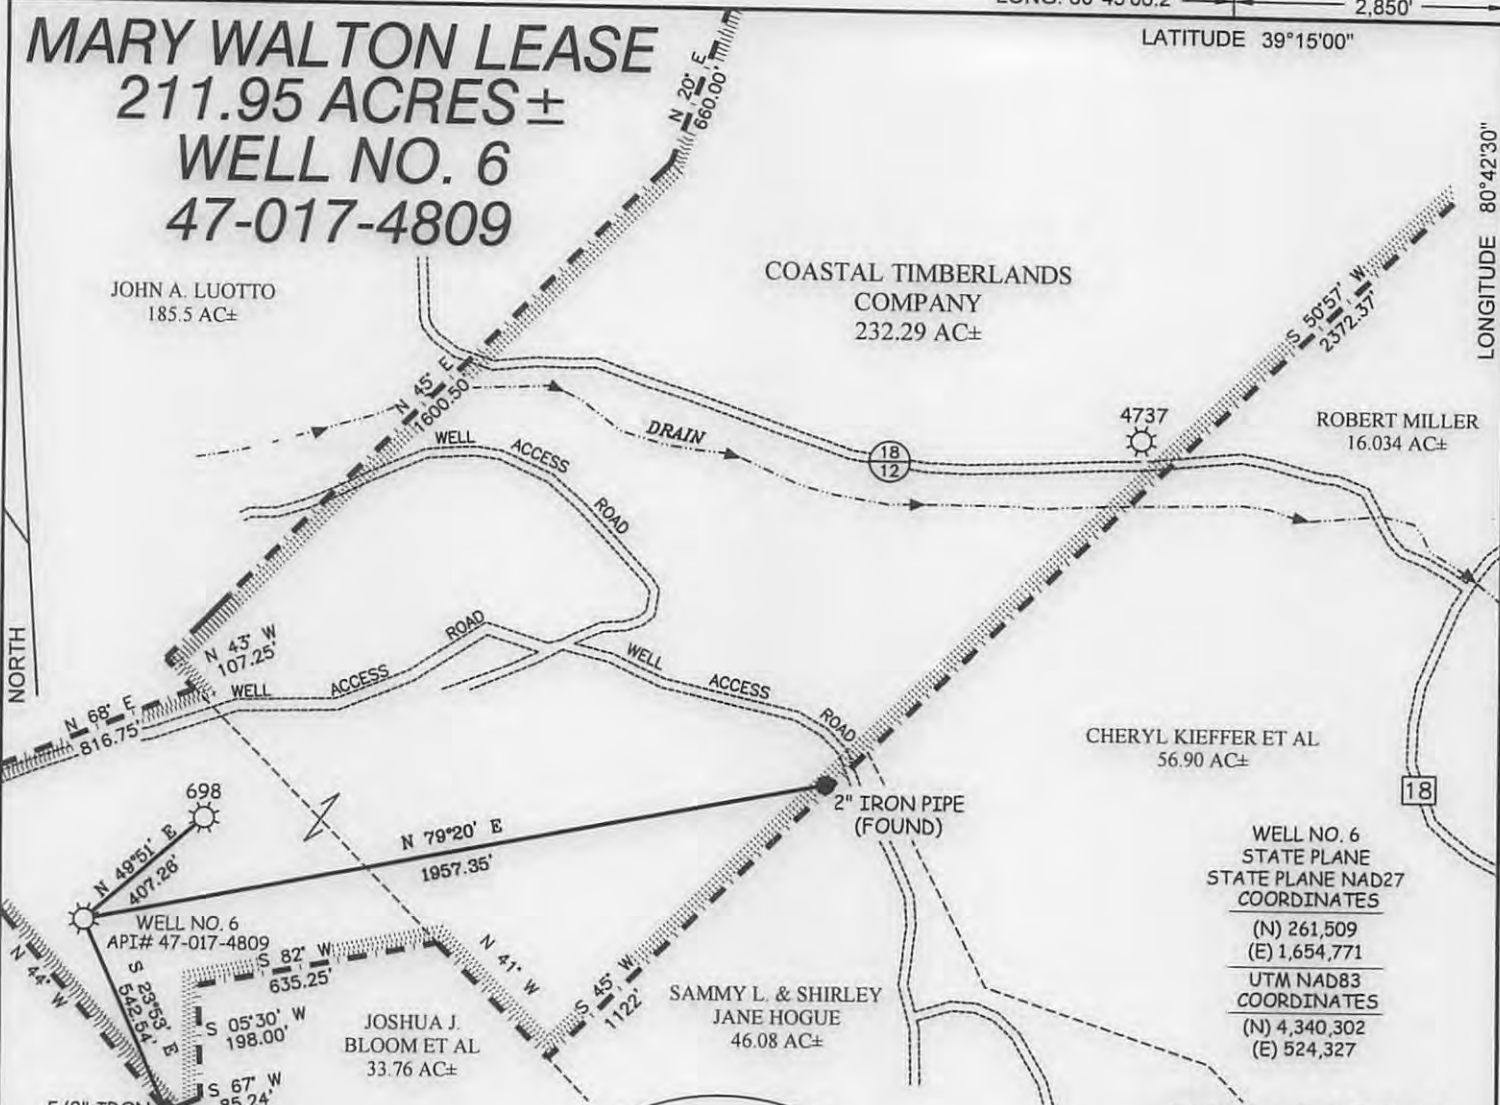 2,850'
LATITUDE 39°15'00"
MARY WALTON LEASE
211.95 ACRES±
WELL NO. 6
47-017-4809
N 20° E
660.00'
LONGITUDE 80°42'30"
JOHN A. LUOTTO
185.5 AC±
COASTAL TIMBERLANDS
COMPANY
232.29 AC±
S 50°57' W
2372.37'
N 45° E
1600.50'
WELL ACCESS ROAD
DRAIN
18
12
4737
ROBERT MILLER
16.034 AC±
NORTH
N 43° W
107.25'
N 68° E
816.75'
WELL ACCESS ROAD
WELL ACCESS ROAD
CHERYL KIEFFER ET AL
56.90 AC±
18
698
N 49°51' E
407.26'
N 79°20' E
1957.35'
2" IRON PIPE
(FOUND)
WELL NO. 6
STATE PLANE
STATE PLANE NAD27
COORDINATES
(N) 261,509
(E) 1,654,771
UTM NAD83
COORDINATES
(N) 4,340,302
(E) 524,327
WELL NO. 6
API# 47-017-4809
N 44° W
S 23°53' E
542.54'
S 82° W
635.25'
N 41° W
S 45° W
1122'
S 05°30' W
198.00'
JOSHUA J.
BLOOM ET AL
33.76 AC±
SAMMY L. & SHIRLEY
JANE HOGUE
46.08 AC±
S 67° W